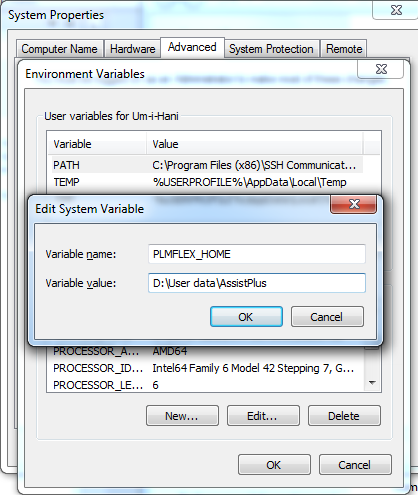 System Properties
Computer Name
Hardware
Advanced
System Protection
Remote
Environment Variables
User variables for Um-i-Hani
Variable Value
PATH C:\Program Files (x86)\SSH Communicat...
TEMP %USERPROFILE%\AppData\Local\Temp
Edit System Variable
Variable name: PLMFLEX_HOME
Variable value: D:\User data\AssistPlus
OK
Cancel
PROCESSOR_A... AMD64
PROCESSOR_ID... Intel64 Family 6 Model 42 Stepping 7, G...
PROCESSOR_LE... 6
New...
Edit...
Delete
OK
Cancel